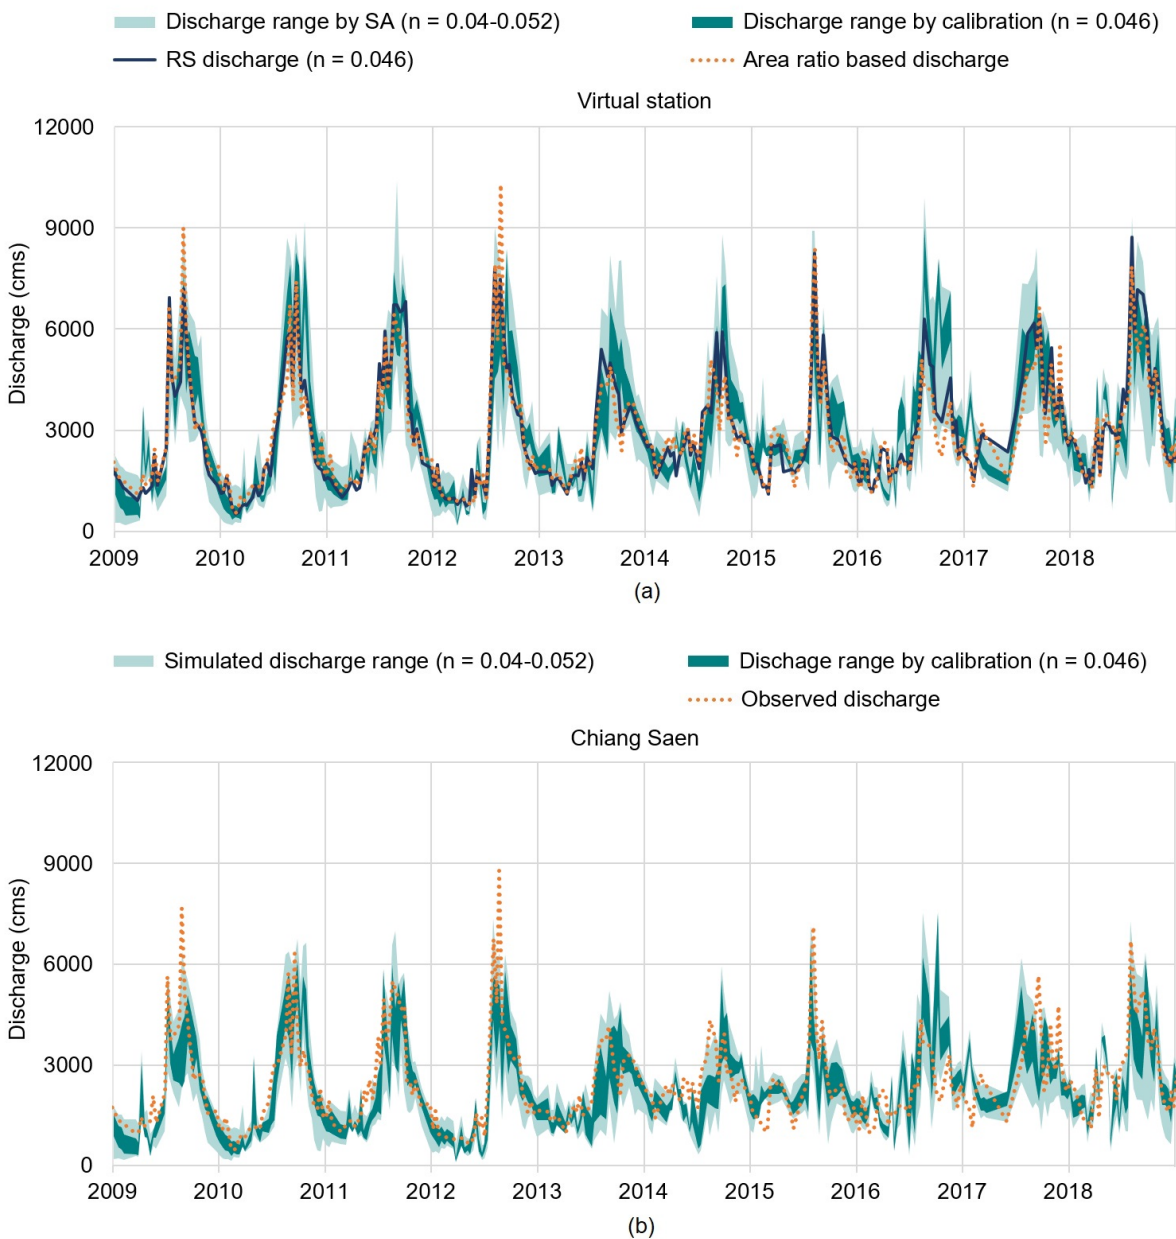 Discharge range by SA (n = 0.04-0.052) Discharge range by calibration (n = 0.046)
RS discharge (n = 0.046) Area ratio based discharge
Virtual station
12000
9000
6000
3000
0
Discharge (cms)
2009 2010 2011 2012 2013 2014 2015 2016 2017 2018
(a)
Simulated discharge range (n = 0.04-0.052) Dischage range by calibration (n = 0.046)
Observed discharge
Chiang Saen
12000
9000
6000
3000
0
Discharge (cms)
2009 2010 2011 2012 2013 2014 2015 2016 2017 2018
(b)